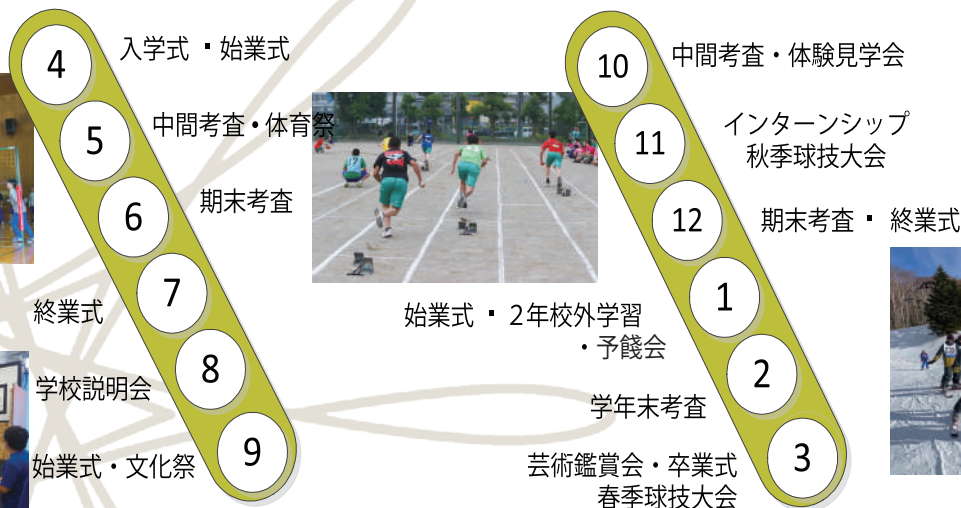 4
入学式 ・始業式
5
中間考査・体育祭
6
期末考査
7
終業式
8
学校説明会
9
始業式・文化祭
10
中間考査・体験見学会
11
インターンシップ
秋季球技大会
12
期末考査・ 終業式
1
始業式 ・ 2年校外学習
・予餞会
2
学年末考査
3
芸術鑑賞会・卒業式
春季球技大会